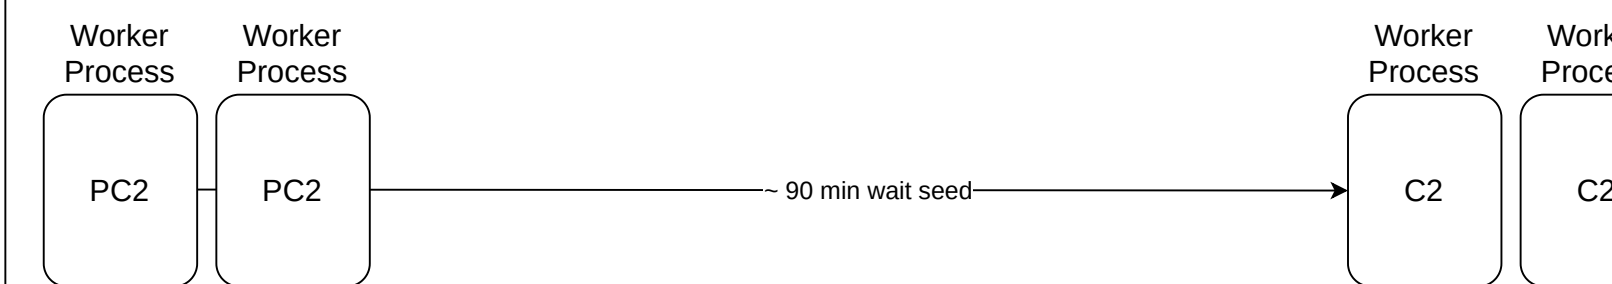 Worker
Process
Worker
Process
Worker
Process
PC2
PC2
~ 90 min wait seed
C2